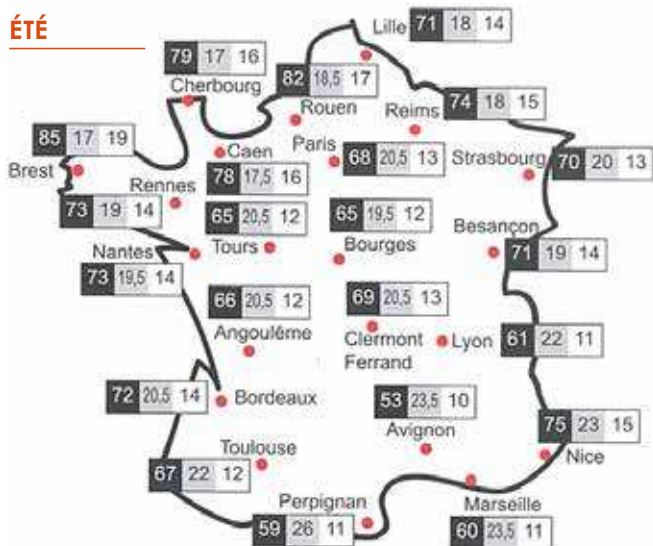 ÉTÉ
Lille 71 18 14
79 17 16
Cherbourg
82 18,5 17
Rouen
Reims
74 18 15
85 17 19
Brest
Caen
78 17,5 16
Paris
68 20,5 13
Strasbourg
70 20 13
Rennes
73 19 14
65 20,5 12
Tours
65 19,5 12
Bourges
Besançon
71 19 14
Nantes
73 19,5 14
66 20,5 12
Angoulême
69 20,5 13
Clermont
Ferrand
Lyon
61 22 11
72 20,5 14
Bordeaux
53 23,5 10
Avignon
75 23 15
Nice
Toulouse
67 22 12
Perpignan
59 26 11
Marseille
60 23,5 11